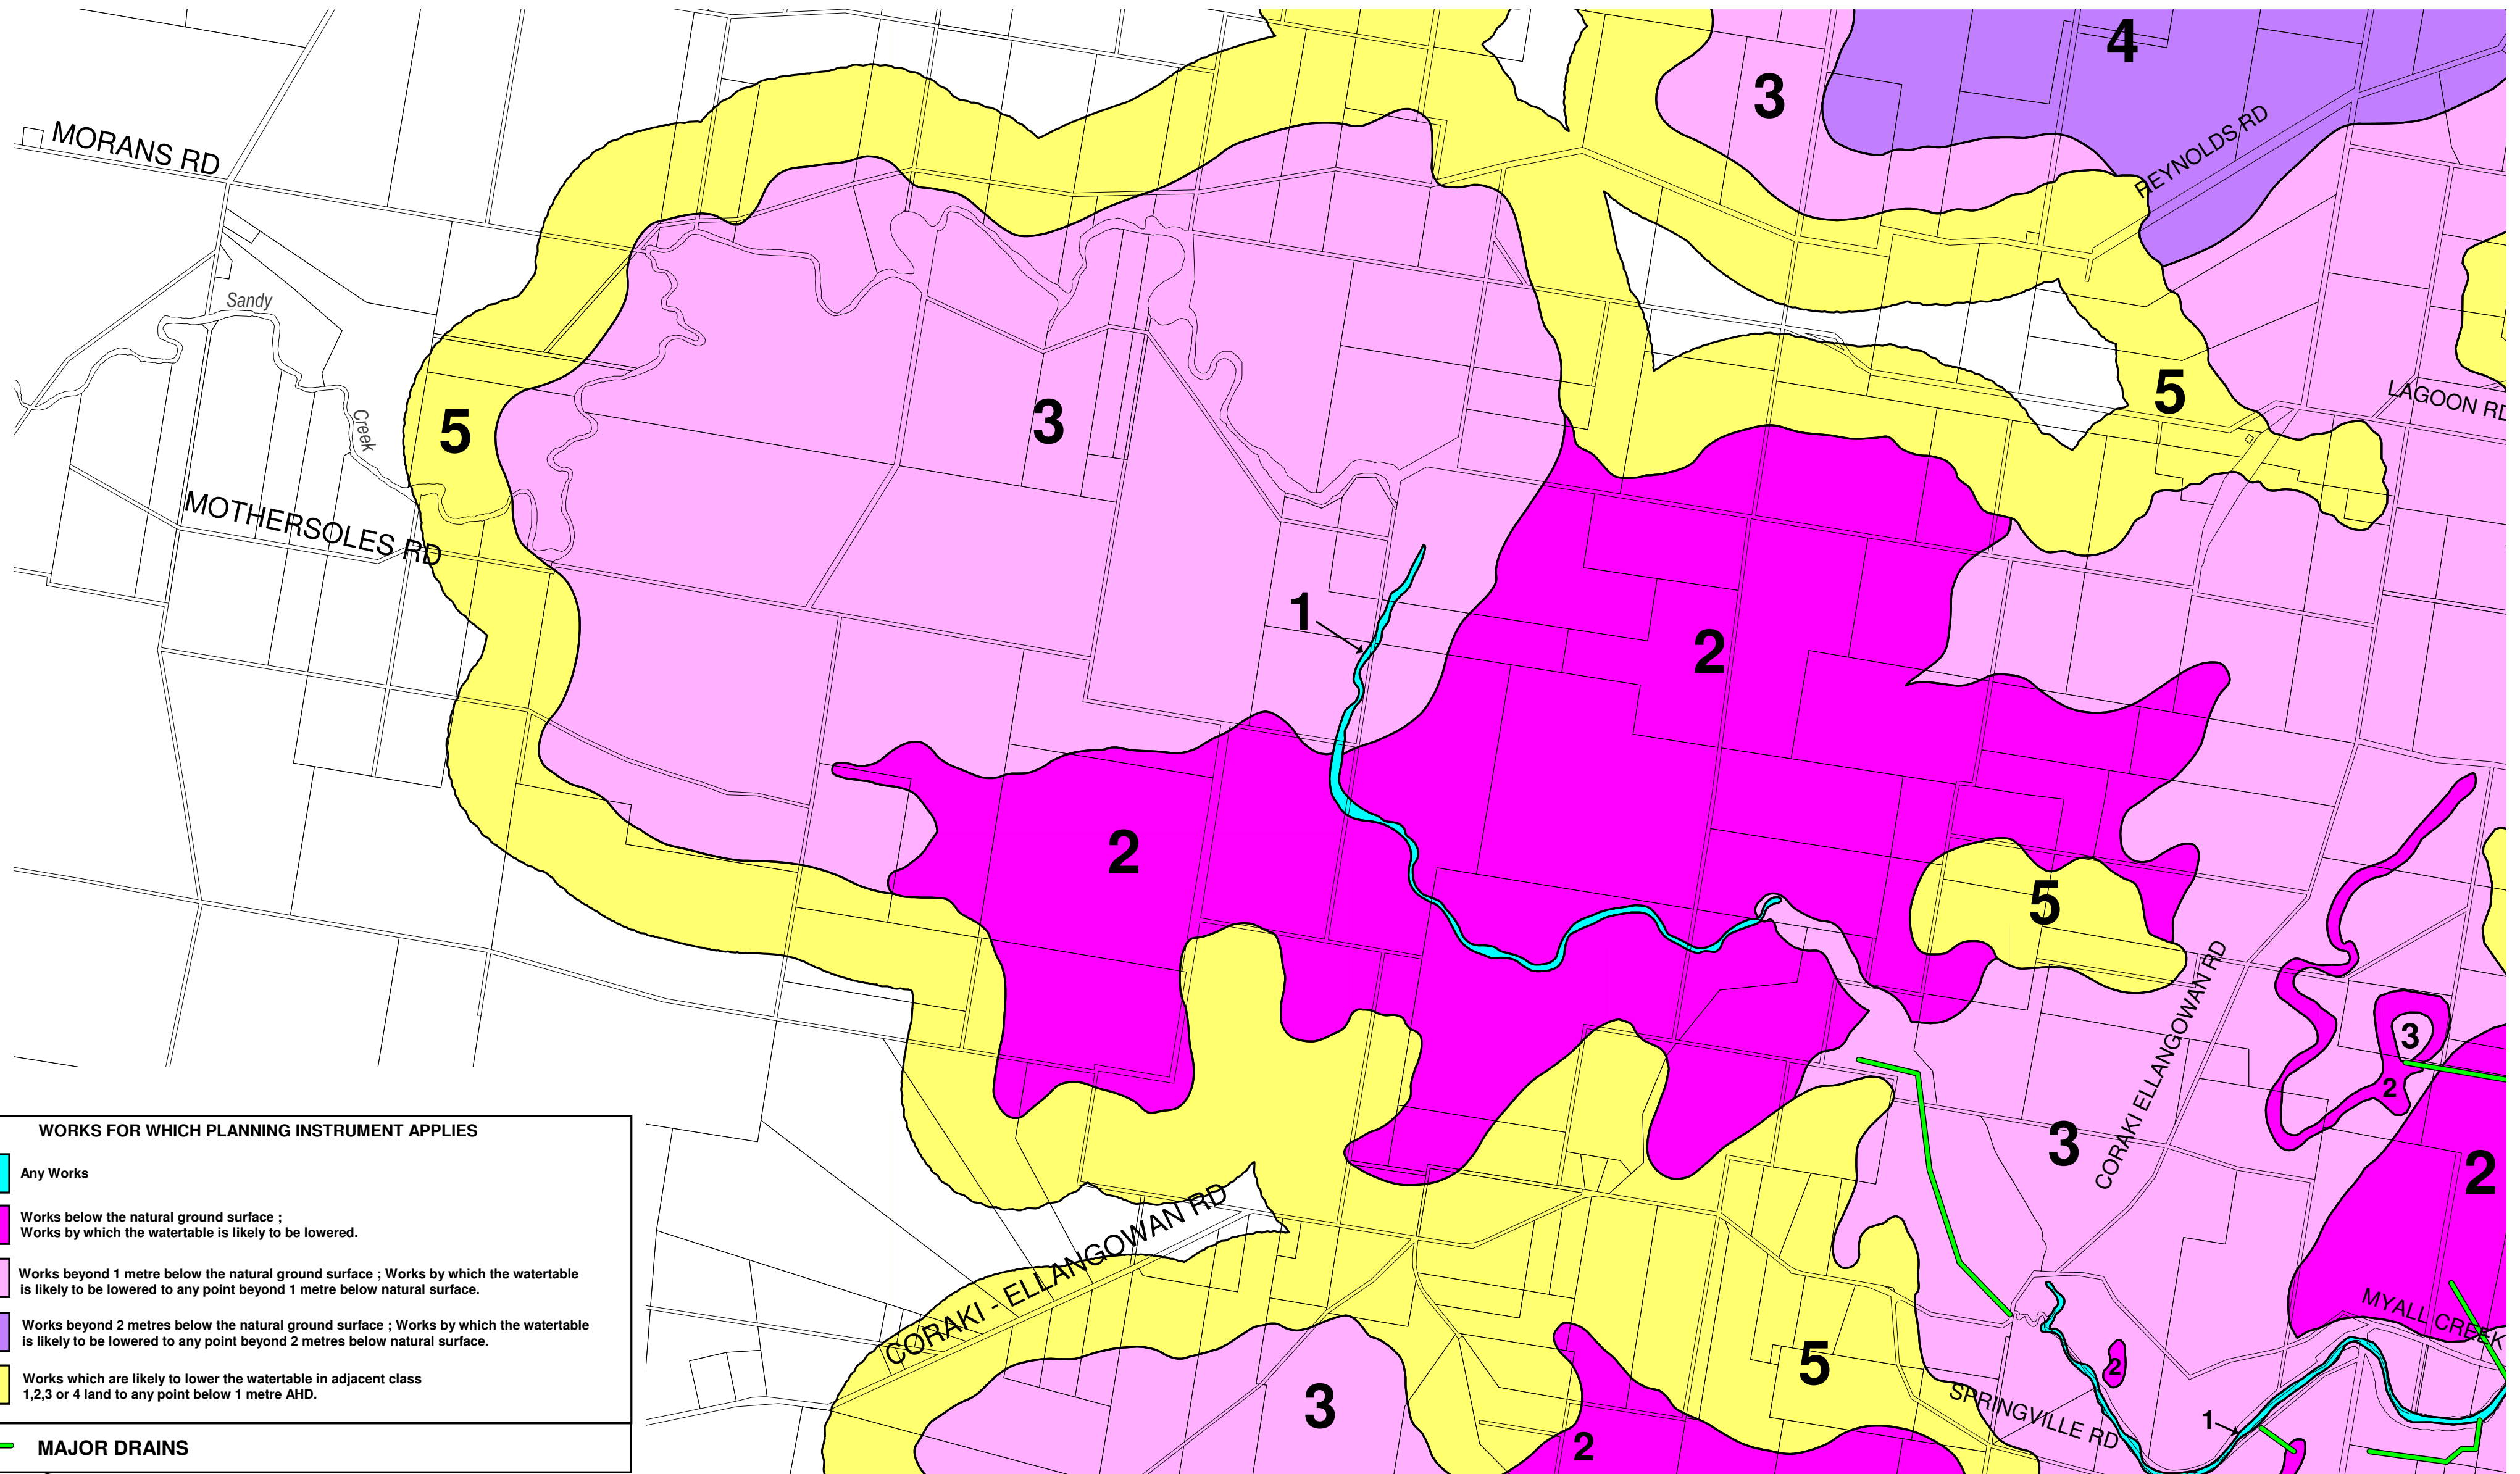 4
3
MORANS RD
REYNOLDS RD
Sandy
5
LAGOON RD
3
5
Creek
MOTHERSOLES RD
1
2
2
5
CORAKI ELLANGOWAN RD
3
2
3
2
WORKS FOR WHICH PLANNING INSTRUMENT APPLIES
Any Works
Works below the natural ground surface ;
Works by which the watertable is likely to be lowered.
Works beyond 1 metre below the natural ground surface ; Works by which the watertable
is likely to be lowered to any point beyond 1 metre below natural surface.
Works beyond 2 metres below the natural ground surface ; Works by which the watertable
is likely to be lowered to any point beyond 2 metres below natural surface.
Works which are likely to lower the watertable in adjacent class
1,2,3 or 4 land to any point below 1 metre AHD.
MAJOR DRAINS
CORAKI - ELLANGOWAN RD
MYALL CREEK
5
2
3
SPRINGVILLE RD
1
2